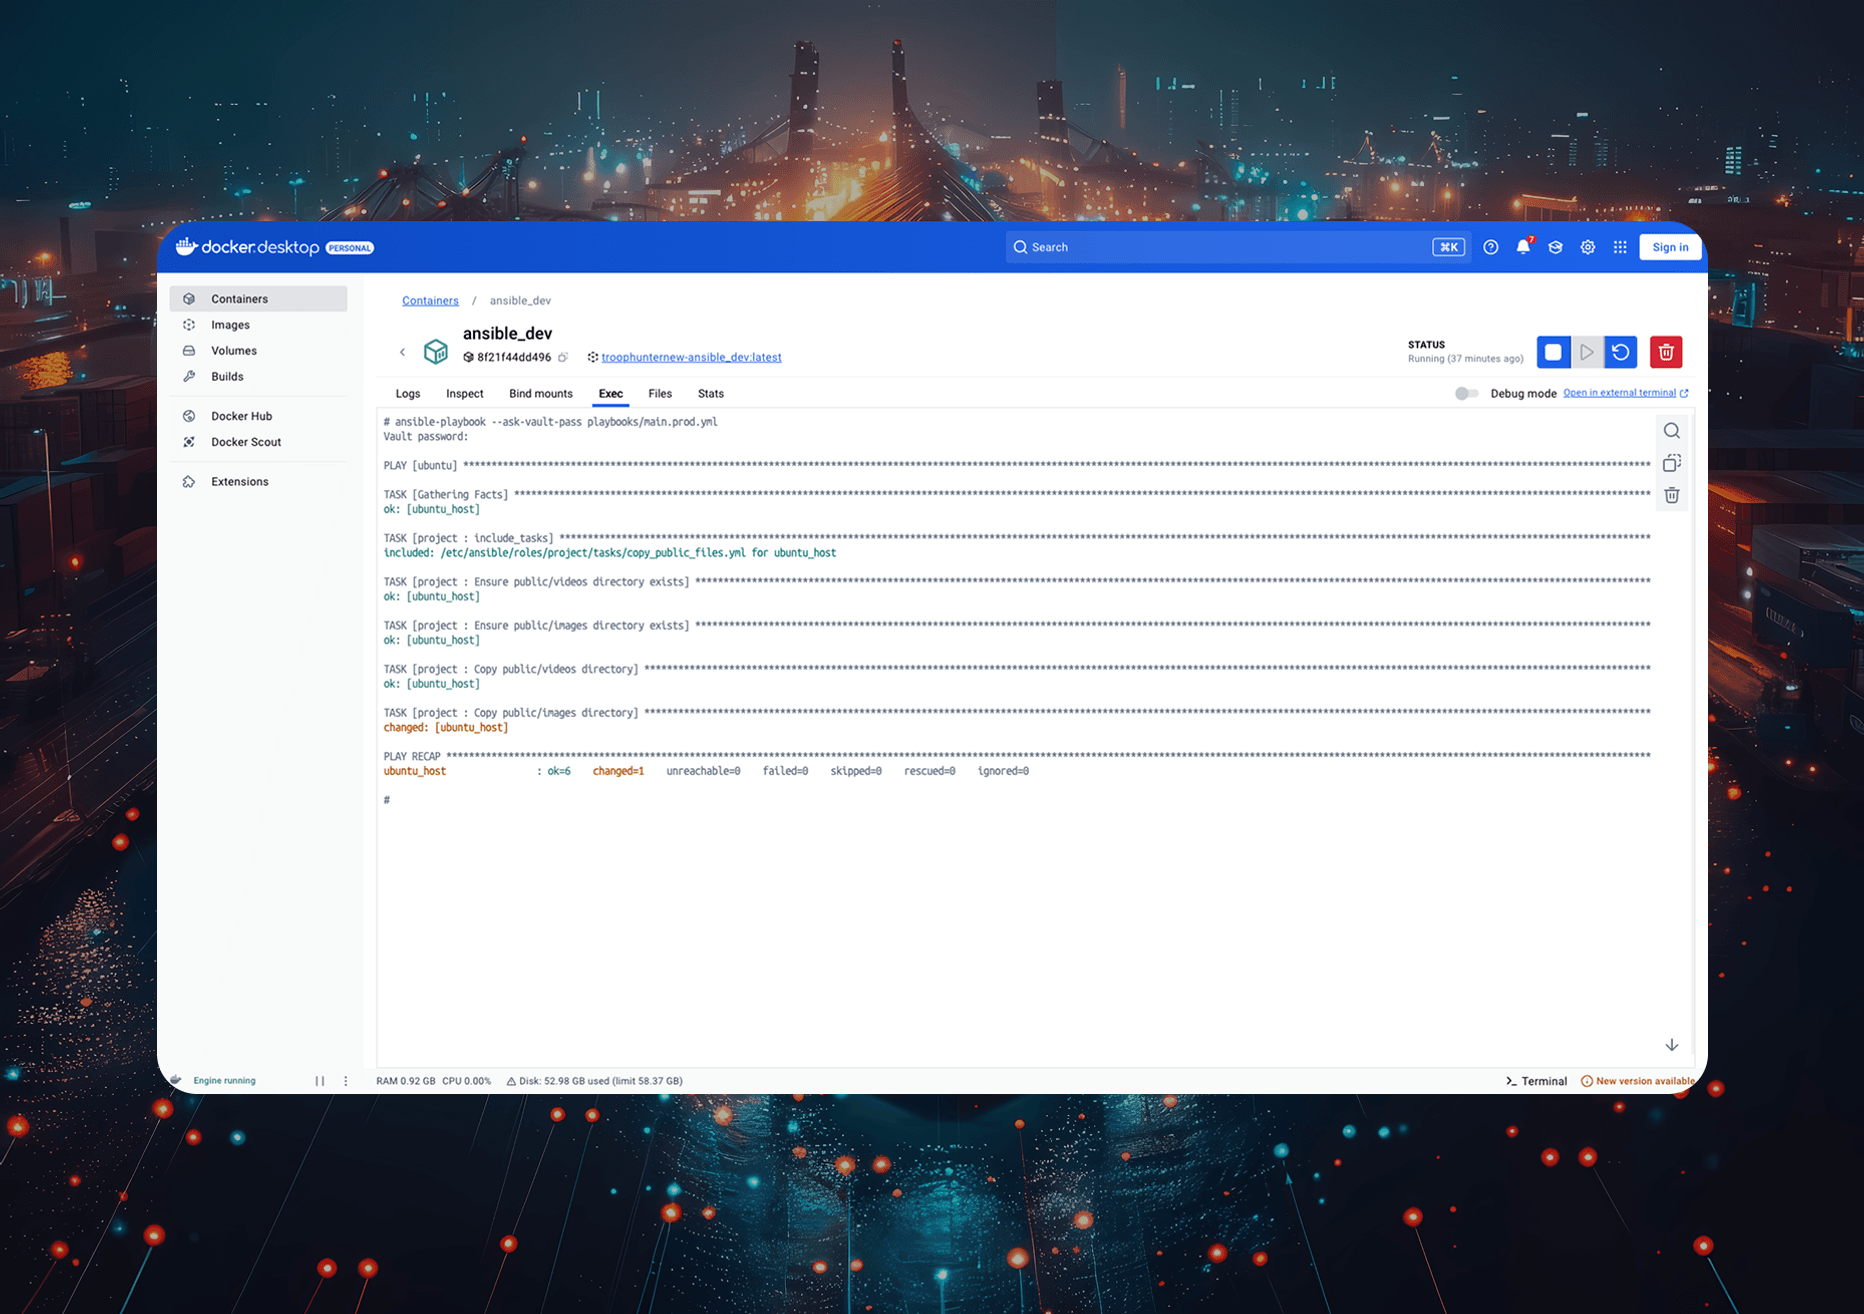 docker.desktop PERSONAL
Search
⌘K
7
Sign in
Containers
Images
Volumes
Builds
Docker Hub
Docker Scout
Extensions
Containers / ansible_dev
ansible_dev
8f21f44dd496
troophunternew-ansible_dev:latest
STATUS
Running (37 minutes ago)
Logs Inspect Bind mounts Exec Files Stats
Debug mode
Open in external terminal
# ansible-playbook --ask-vault-pass playbooks/main.prod.yml
Vault password:
PLAY [ubuntu] ****************************************************************
TASK [Gathering Facts] ****************************************************************
ok: [ubuntu_host]
TASK [project : include_tasks] ****************************************************************
included: /etc/ansible/roles/project/tasks/copy_public_files.yml for ubuntu_host
TASK [project : Ensure public/videos directory exists] ****************************************************************
ok: [ubuntu_host]
TASK [project : Ensure public/images directory exists] ****************************************************************
ok: [ubuntu_host]
TASK [project : Copy public/videos directory] ****************************************************************
ok: [ubuntu_host]
TASK [project : Copy public/images directory] ****************************************************************
changed: [ubuntu_host]
PLAY RECAP ****************************************************************
ubuntu_host : ok=6 changed=1 unreachable=0 failed=0 skipped=0 rescued=0 ignored=0
#
Engine running
RAM 0.92 GB CPU 0.00%
Disk: 52.98 GB used (limit 58.37 GB)
Terminal
New version available